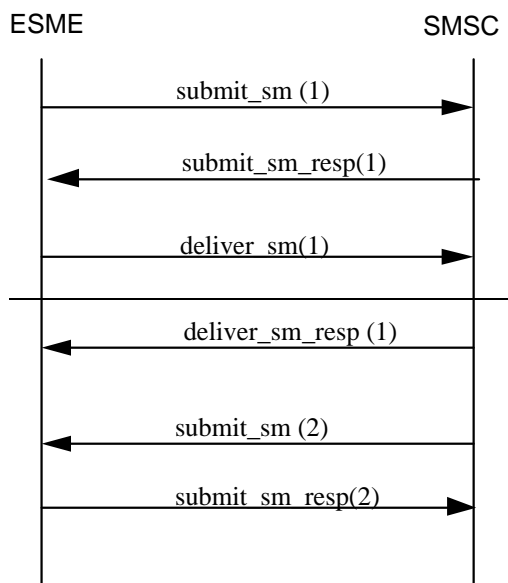 ESME SMSC
submit_sm (1)
submit_sm_resp(1)
deliver_sm(1)
deliver_sm_resp (1)
submit_sm (2)
submit_sm_resp(2)